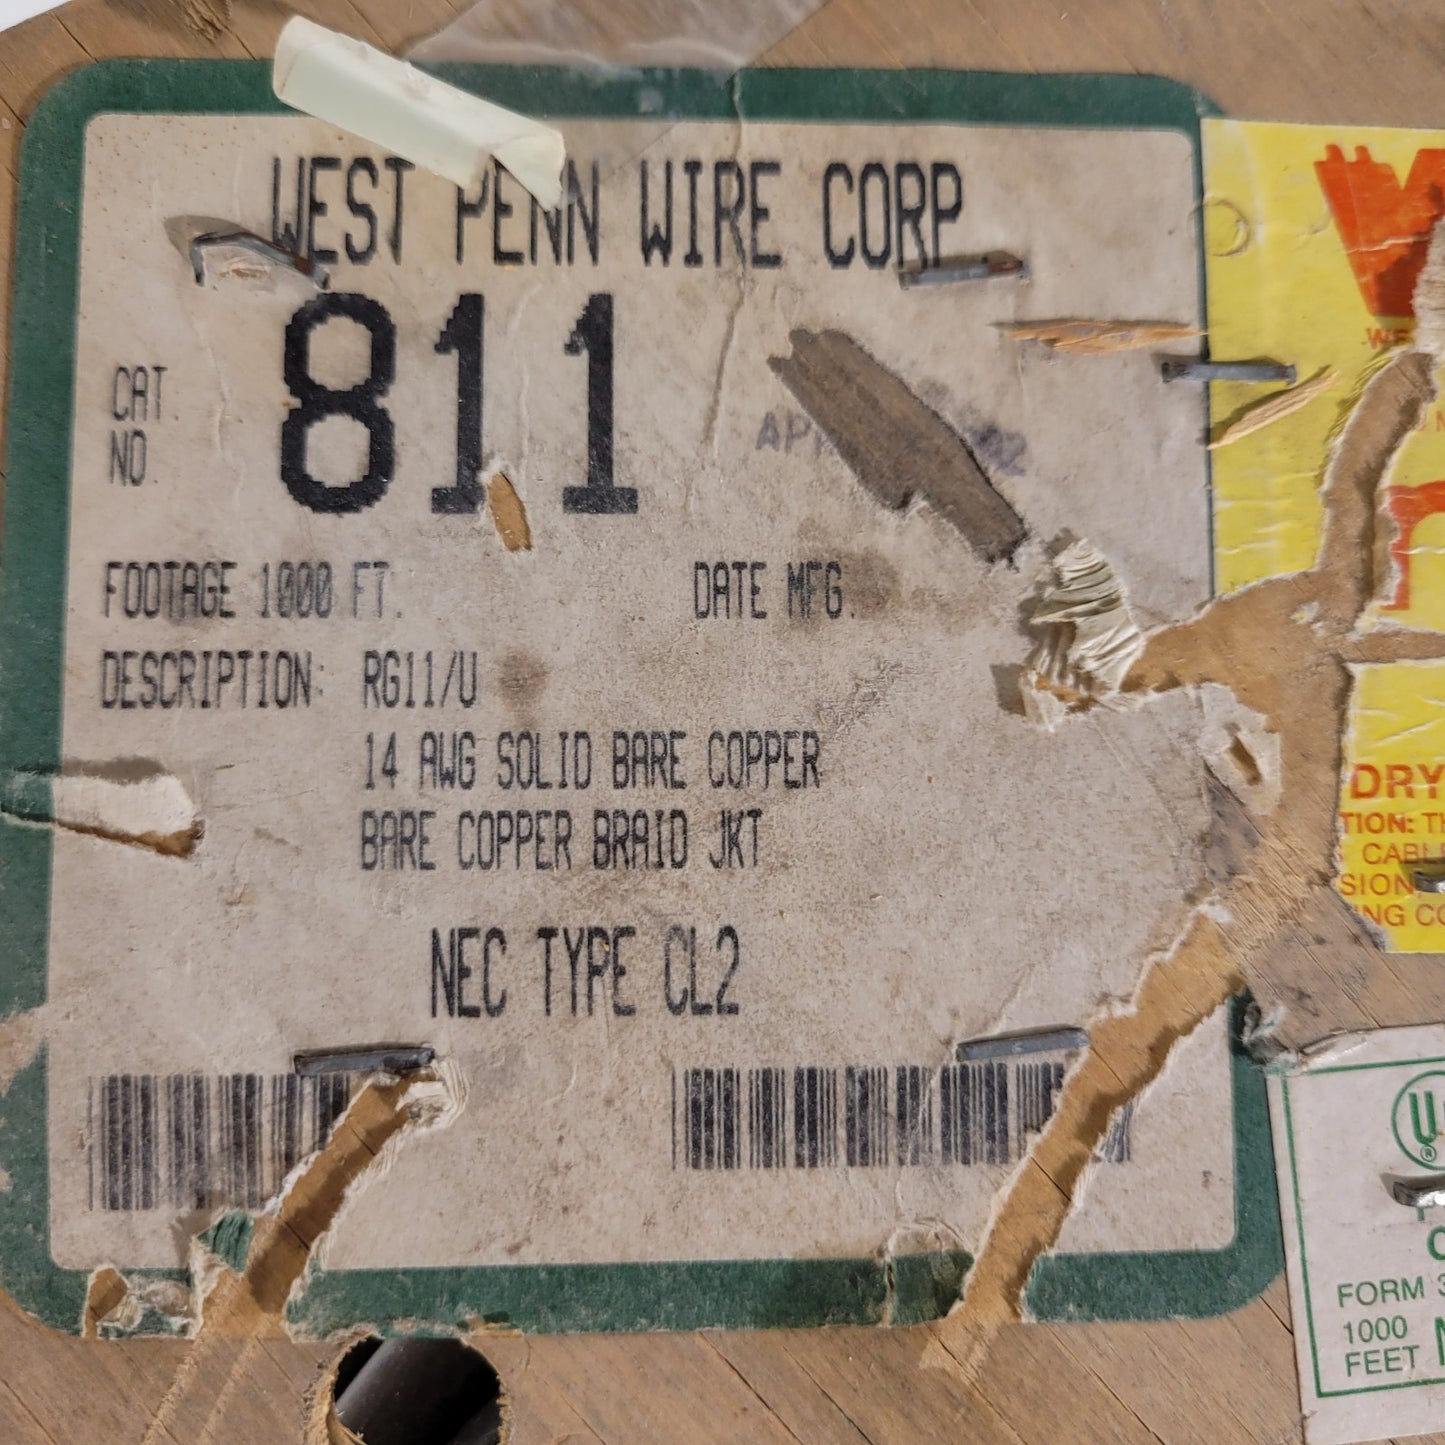 WEST PENN WIRE CORP
CAT. NO. 811
FOOTAGE 1000 FT.
DATE MFG.
DESCRIPTION: RG11/U
14 AWG SOLID BARE COPPER
BARE COPPER BRAID JKT
NEC TYPE CL2
DRY
TION: TH
CABL
SION
ING CO
U
FORM
1000
FEET